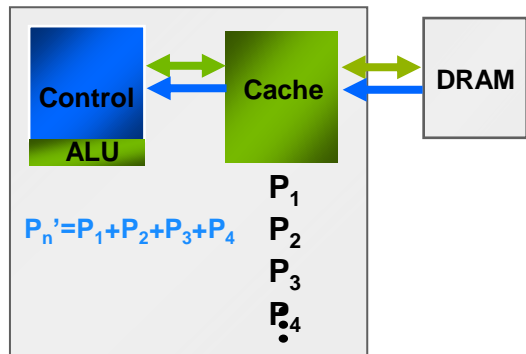 Control
Cache
DRAM
ALU
P₁
Pₙ’=P₁+P₂+P₃+P₄
P₂
P₃
P₄